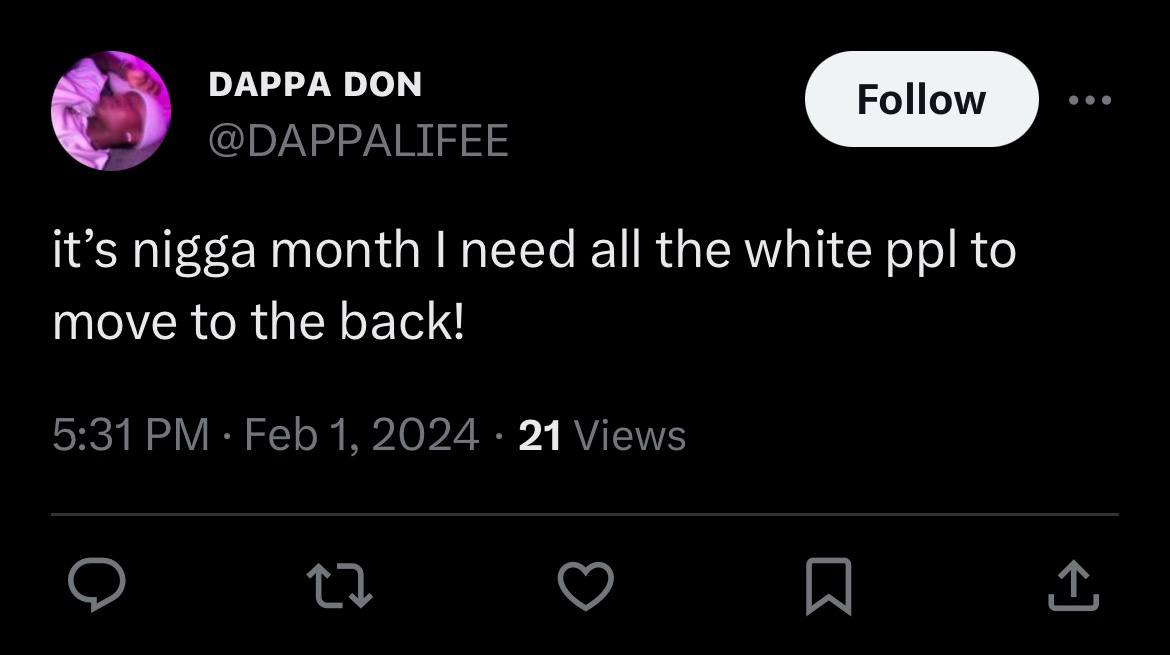 DAPPA DON
Follow
@DAPPALIFEE
it’s nigga month I need all the white ppl to
move to the back!
5:31 PM · Feb 1, 2024 · 21 Views